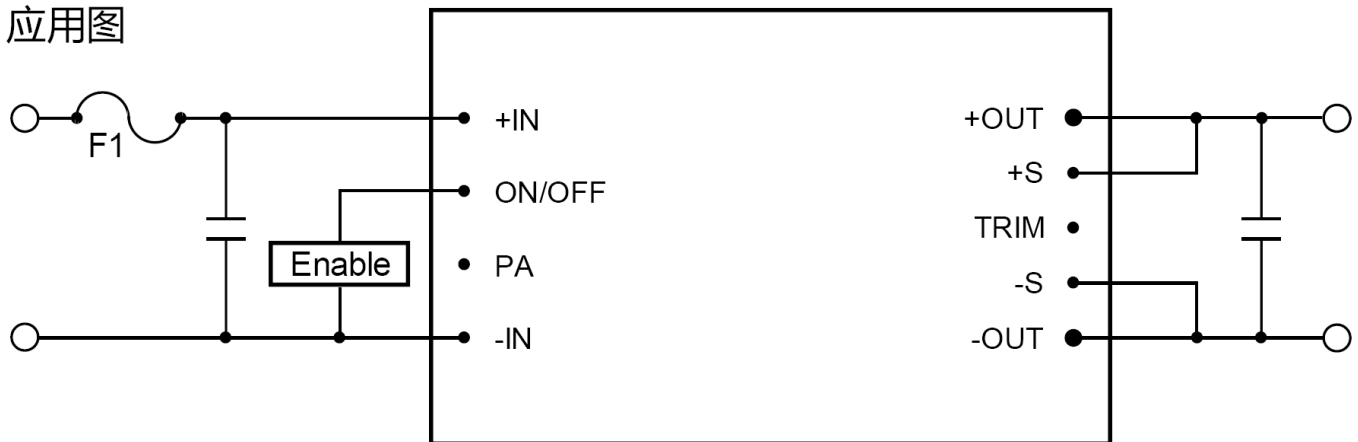 应用图
F1
+IN
ON/OFF
Enable
PA
-IN
+OUT
+S
TRIM
-S
-OUT